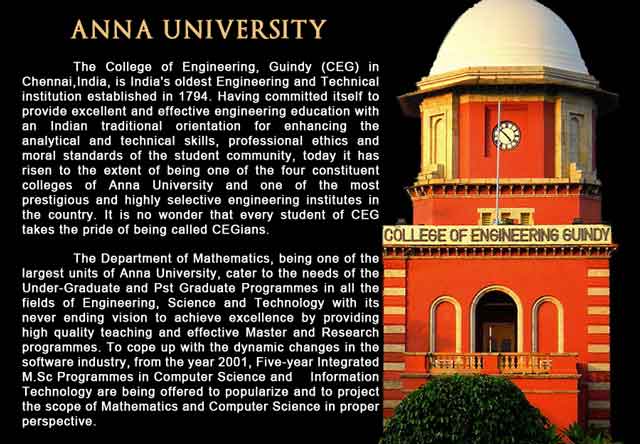 ANNA UNIVERSITY
The College of Engineering, Guindy (CEG) in
Chennai,India, is India's oldest Engineering and Technical
institution established in 1794. Having committed itself to
provide excellent and effective engineering education with
an Indian traditional orientation for enhancing the
analytical and technical skills, professional ethics and
moral standards of the student community, today it has
risen to the extent of being one of the four constituent
colleges of Anna University and one of the most
prestigious and highly selective engineering institutes in
the country. It is no wonder that every student of CEG
takes the pride of being called CEGians.
The Department of Mathematics, being one of the
largest units of Anna University, cater to the needs of the
Under-Graduate and Pst Graduate Programmes in all the
fields of Engineering, Science and Technology with its
never ending vision to achieve excellence by providing
high quality teaching and effective Master and Research
programmes. To cope up with the dynamic changes in the
software industry, from the year 2001, Five-year Integrated
M.Sc Programmes in Computer Science and Information
Technology are being offered to popularize and to project
the scope of Mathematics and Computer Science in proper
perspective.
COLLEGE OF ENGINEERING GUINDY